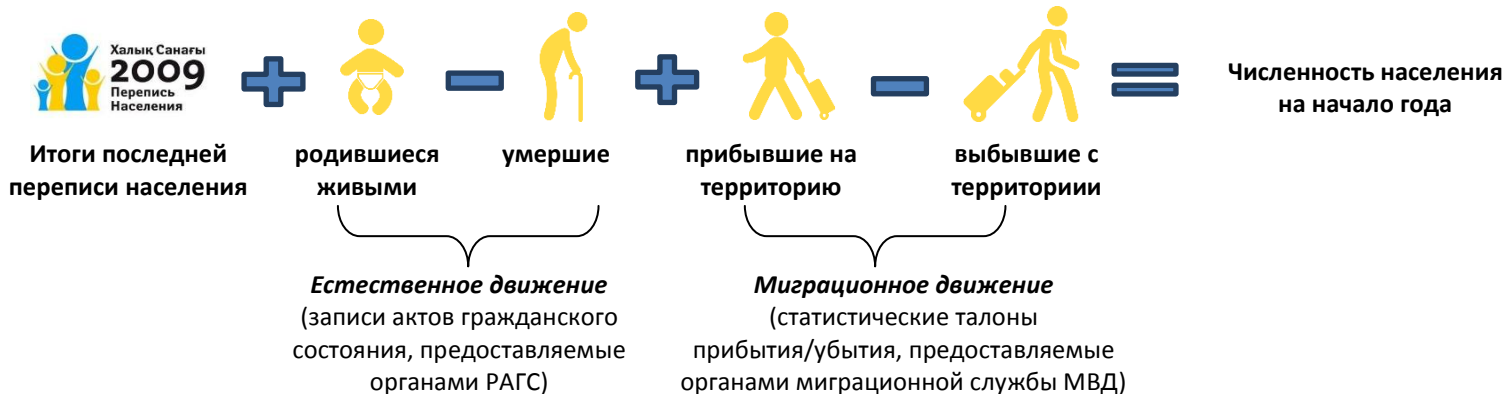 Халық Санағы
2009
Перепись
Населения
Численность населения
на начало года
Итоги последней
переписи населения
родившиеся
живыми
умершие
прибывшие на
территорию
выбывшие с
территориии
Естественное движение
(записи актов гражданского
состояния, предоставляемые
органами РАГС)
Миграционное движение
(статистические талоны
прибытия/убытия, предоставляемые
органами миграционной службы МВД)